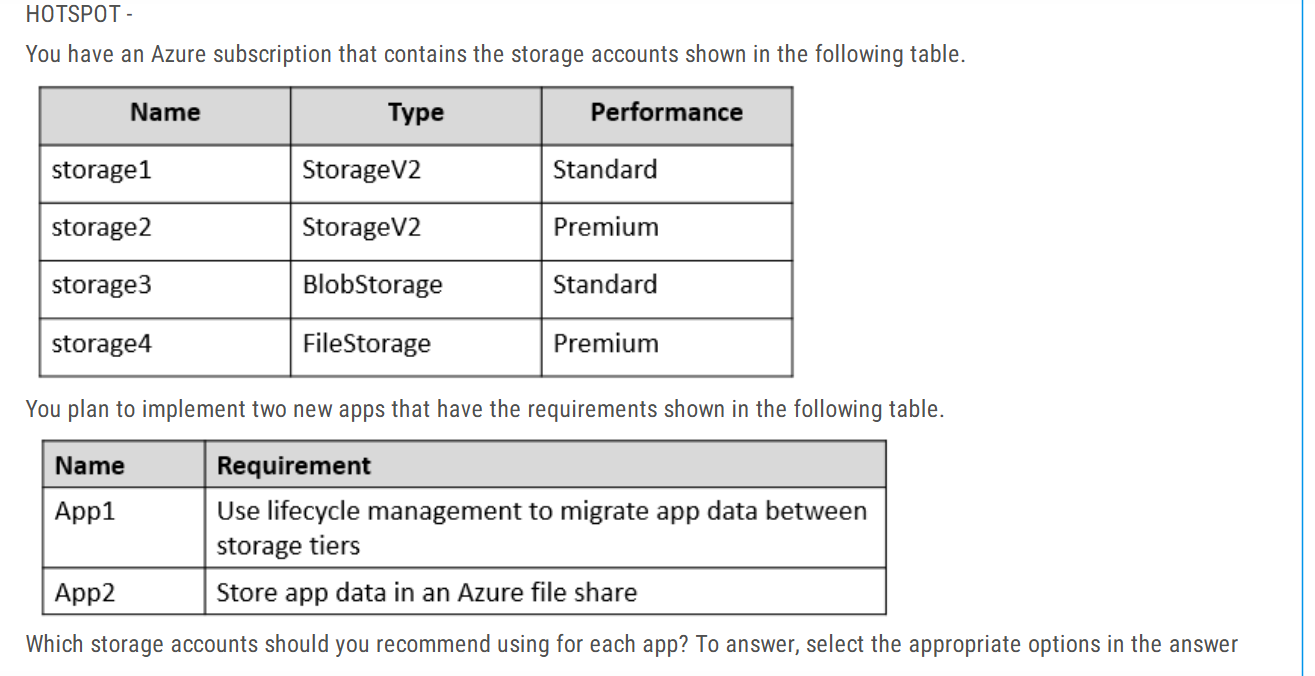 HOTSPOT -
You have an Azure subscription that contains the storage accounts shown in the following table.
Name Type Performance
storage1 StorageV2 Standard
storage2 StorageV2 Premium
storage3 BlobStorage Standard
storage4 FileStorage Premium
You plan to implement two new apps that have the requirements shown in the following table.
Name Requirement
App1 Use lifecycle management to migrate app data between
storage tiers
App2 Store app data in an Azure file share
Which storage accounts should you recommend using for each app? To answer, select the appropriate options in the answer